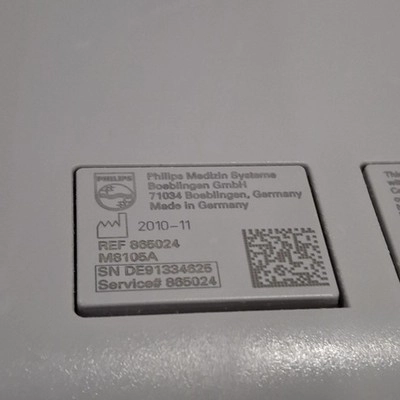 PHILIPS
Philips Medizin Systeme
Boeblingen GmbH
71034 Boeblingen, Germany
Made in Germany
2010-11
REF 865024
M8105A
SN DE91334625
Service# 865024
This